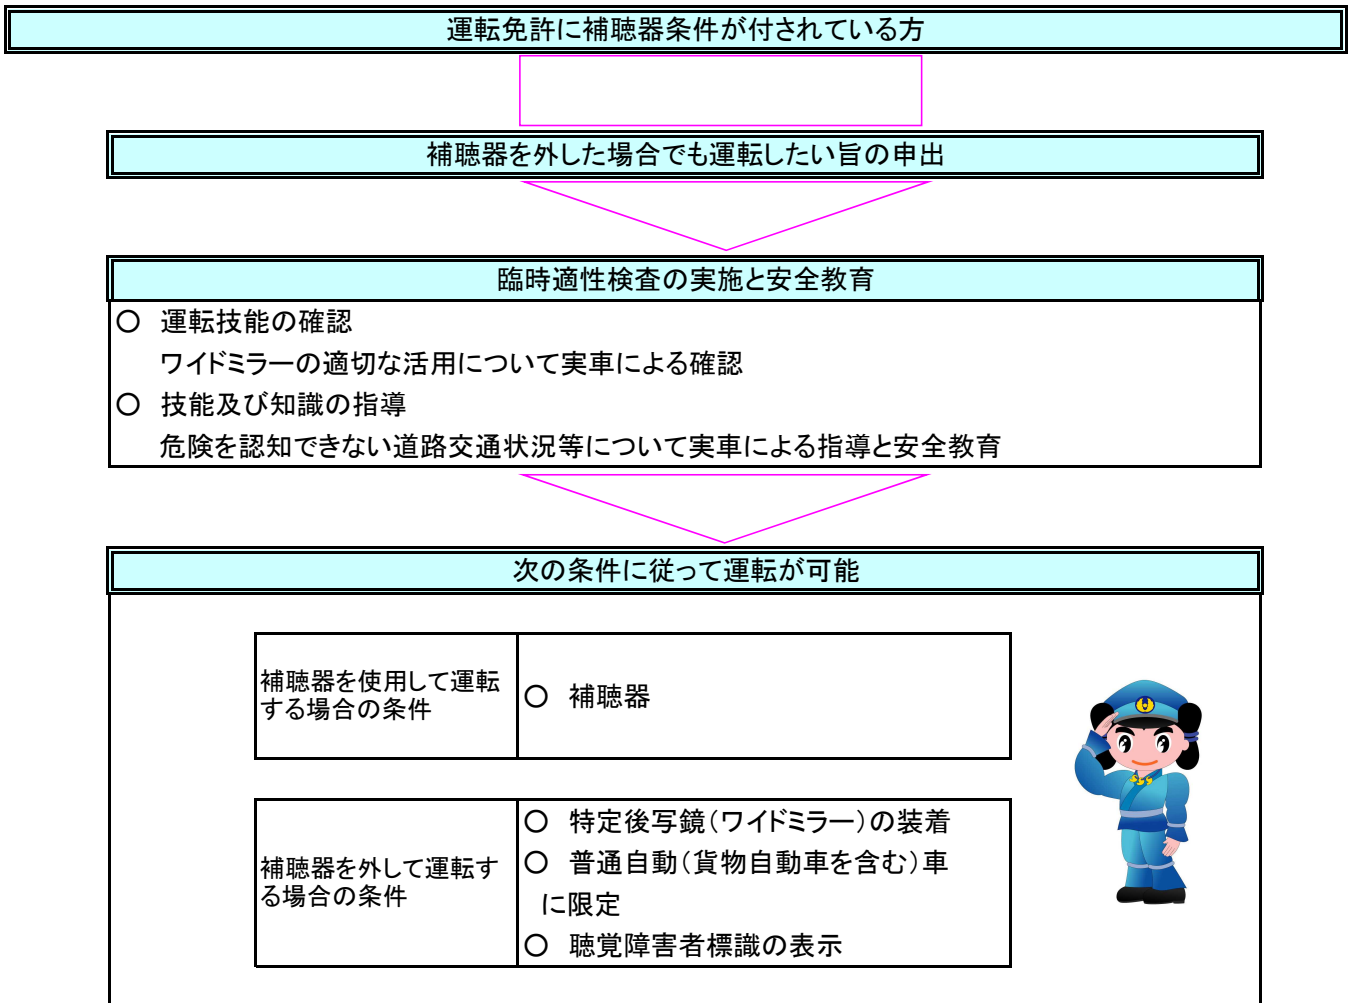 運転免許に補聴器条件が付されている方
補聴器を外した場合でも運転したい旨の申出
臨時適性検査の実施と安全教育
○ 運転技能の確認
ワイドミラーの適切な活用について実車による確認
○ 技能及び知識の指導
危険を認知できない道路交通状況等について実車による指導と安全教育
次の条件に従って運転が可能
補聴器を使用して運転
する場合の条件
○ 補聴器
補聴器を外して運転す
る場合の条件
○ 特定後写鏡(ワイドミラー)の装着
○ 普通自動(貨物自動車を含む)車
に限定
○ 聴覚障害者標識の表示